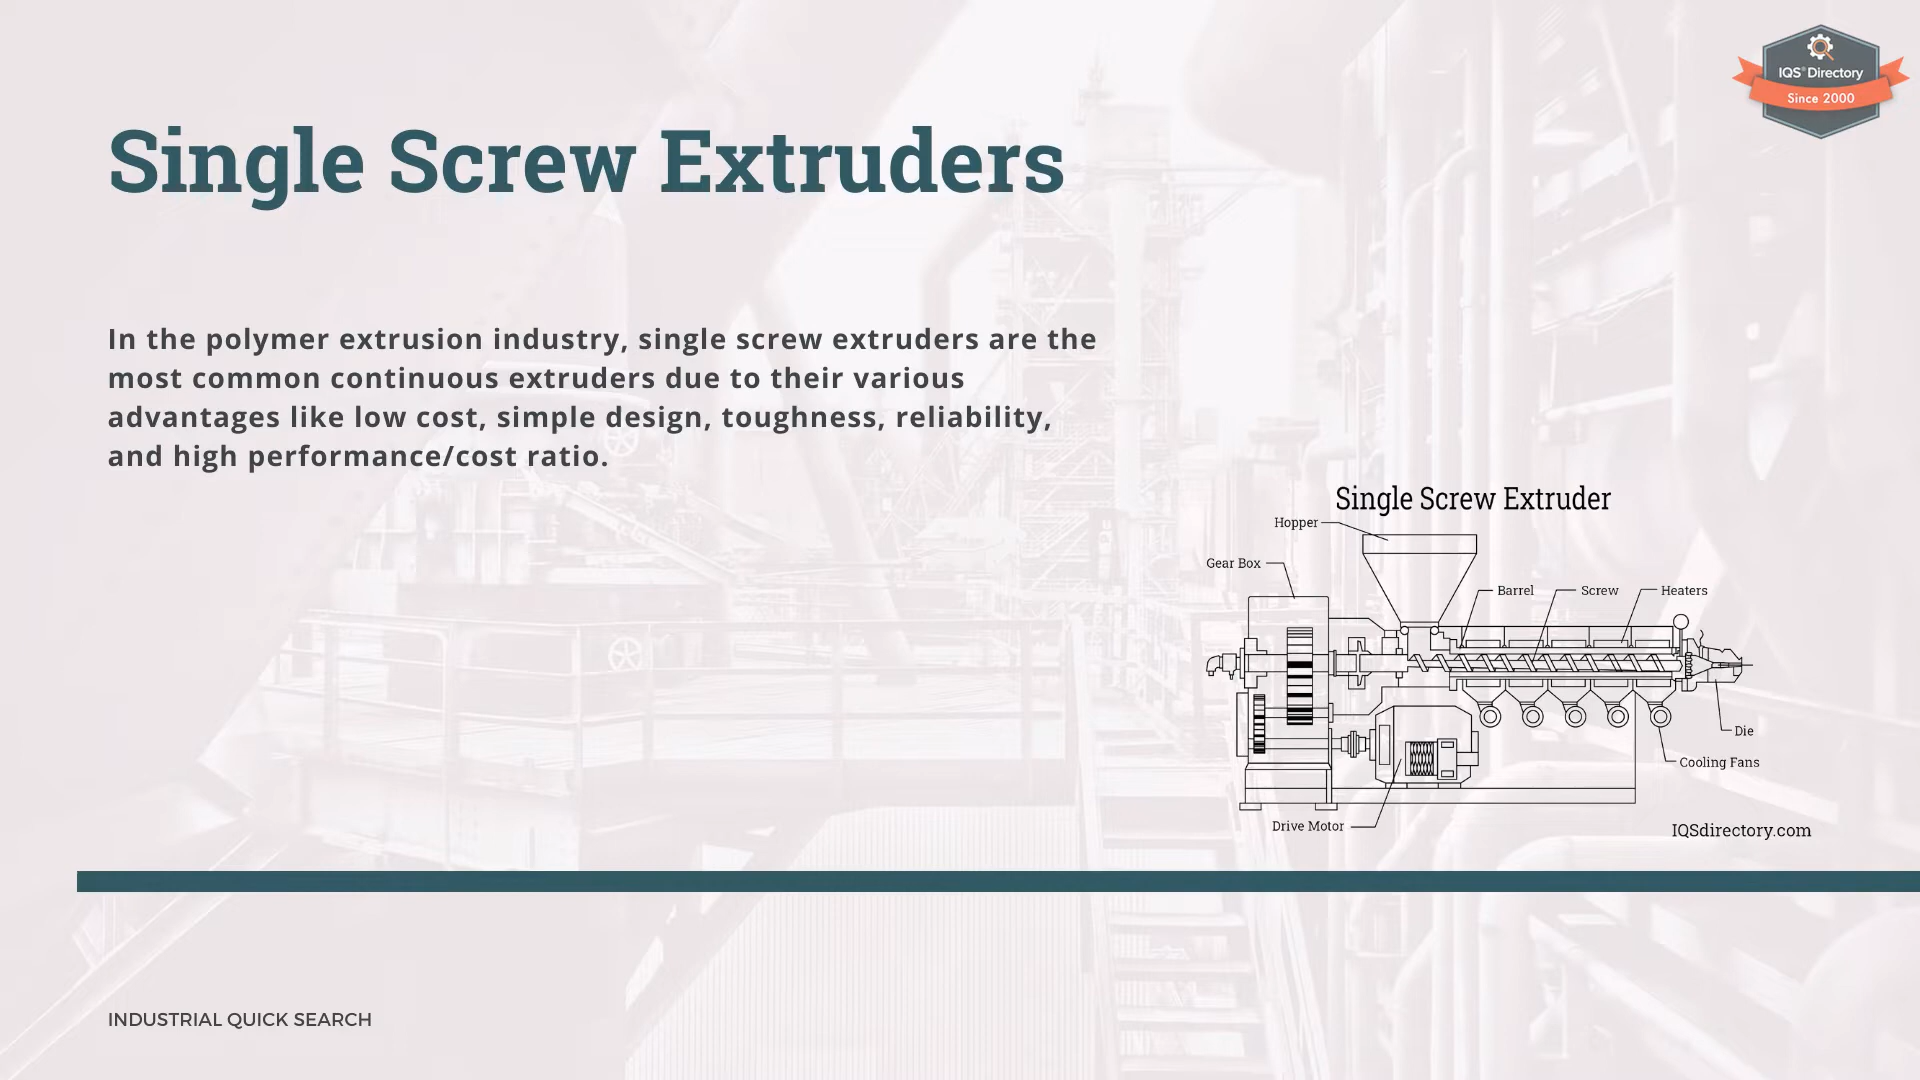 IQS® Directory
Since 2000
Single Screw Extruders
In the polymer extrusion industry, single screw extruders are the
most common continuous extruders due to their various
advantages like low cost, simple design, toughness, reliability,
and high performance/cost ratio.
Single Screw Extruder
Hopper
Gear Box
Barrel
Screw
Heaters
Die
Cooling Fans
Drive Motor
IQSdirectory.com
INDUSTRIAL QUICK SEARCH